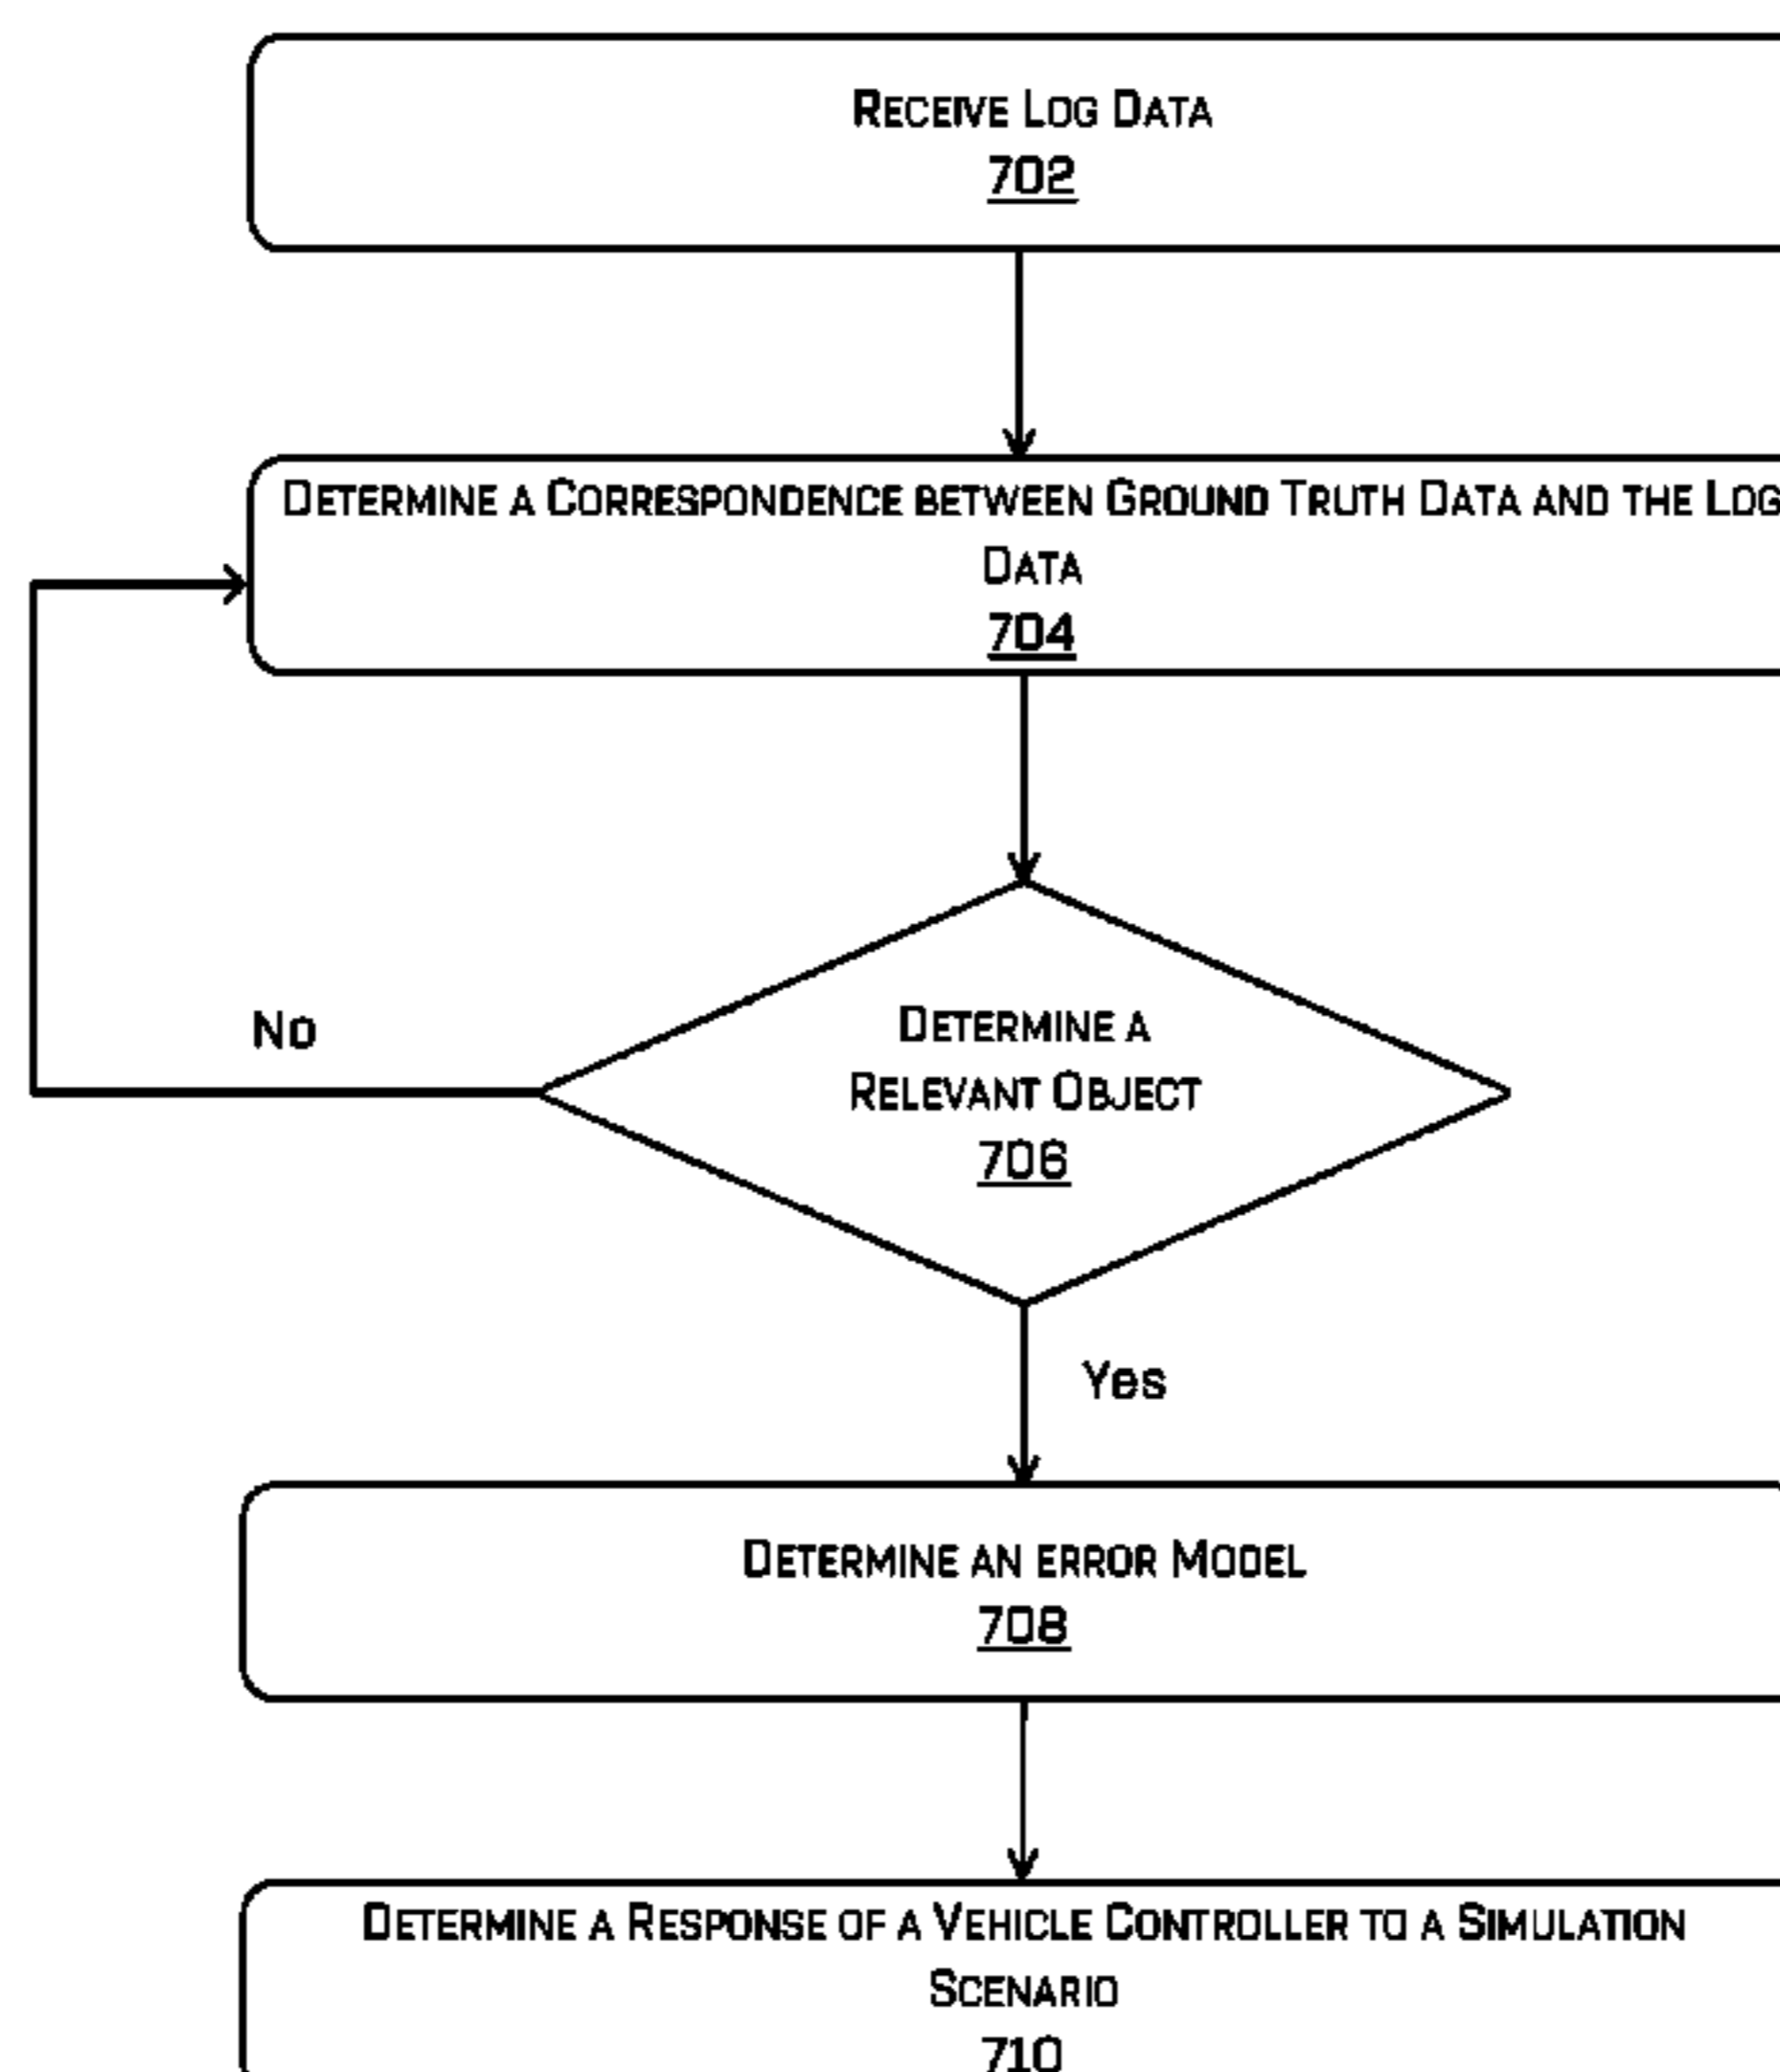 RECEIVE LOG DATA
702
DETERMINE A CORRESPONDENCE BETWEEN GROUND TRUTH DATA AND THE LOG
DATA
704
No
DETERMINE A
RELEVANT OBJECT
706
Yes
DETERMINE AN ERROR MODEL
708
DETERMINE A RESPONSE OF A VEHICLE CONTROLLER TO A SIMULATION
SCENARIO
710